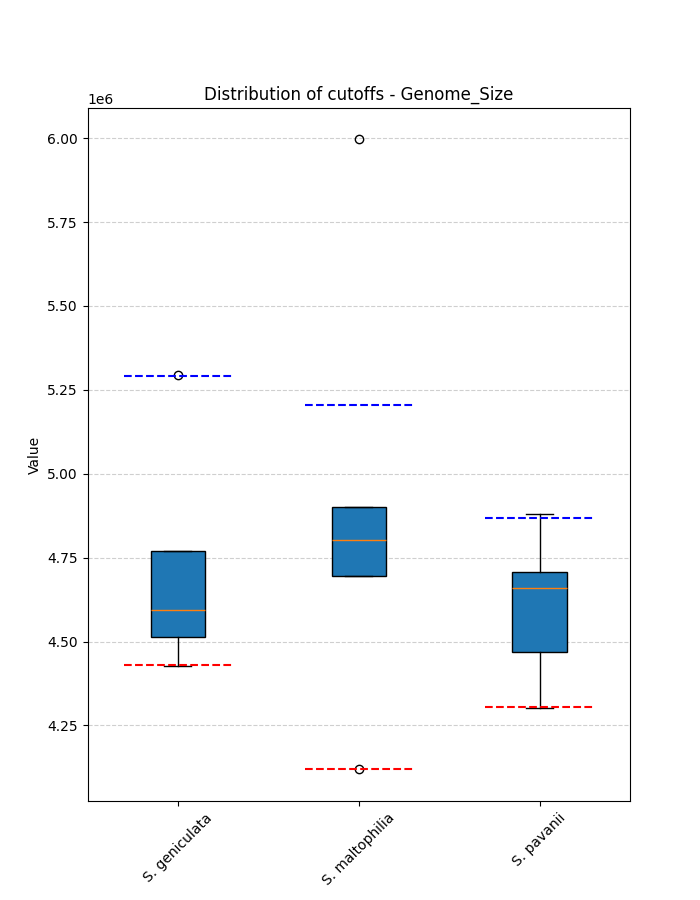 Distribution of cutoffs - Genome_Size
1e6
6.00
5.75
5.50
5.25
5.00
4.75
4.50
4.25
Value
S. geniculata
S. maltophilia
S. pavanii